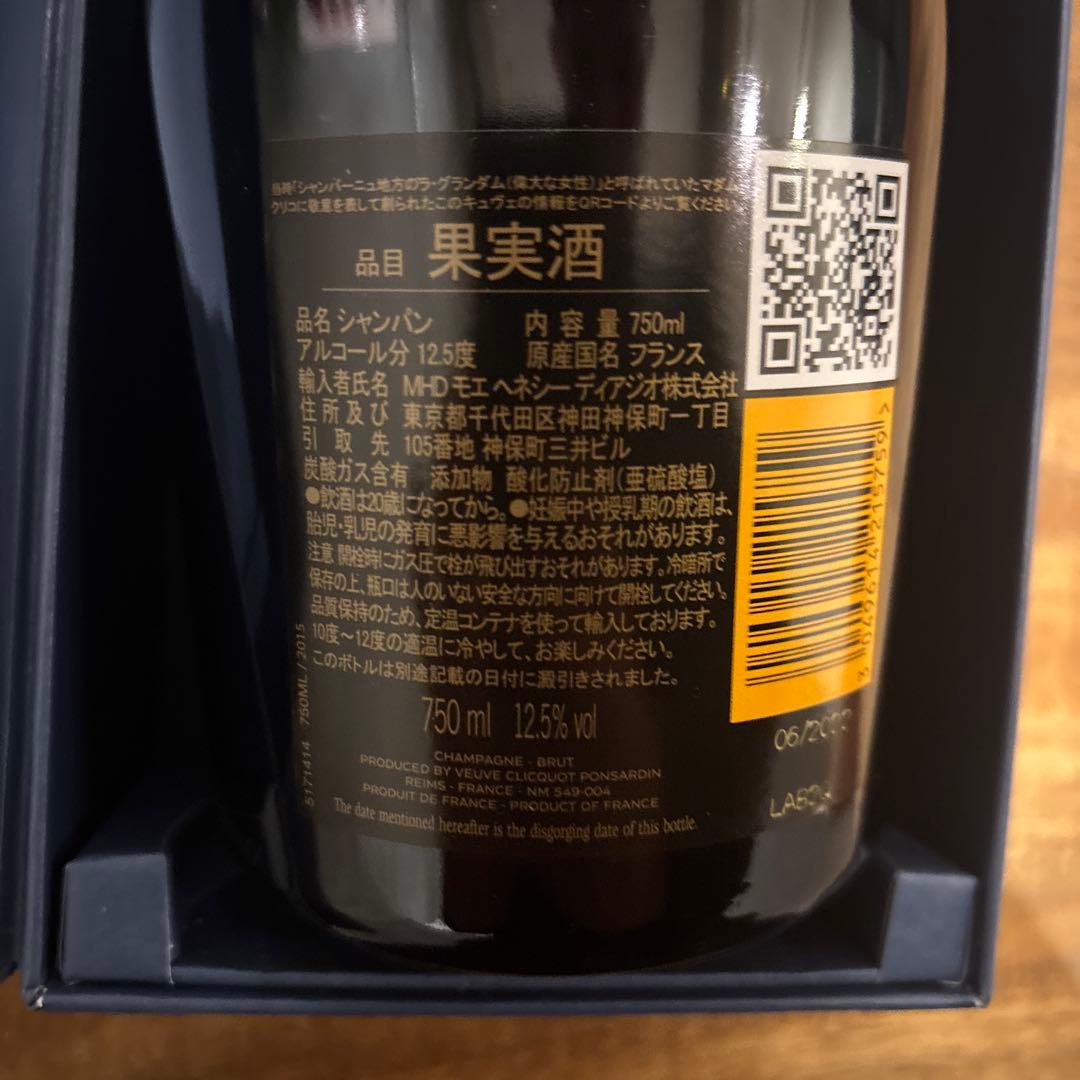 当時「シャンパーニュ地方のラ・グランダム(偉大な女性)」と呼ばれていたマダム
クリコに敬意を表して創られたこのキュヴェの情報をQRコードよりご覧ください
品目 果実酒
品名 シャンパン 内容量 750ml
アルコール分 12.5度 原産国名 フランス
輸入者氏名 MHD モエ ヘネシー ディアジオ株式会社
住所及び 東京都千代田区神田神保町一丁目
引取先 105番地 神保町三井ビル
炭酸ガス含有 添加物 酸化防止剤(亜硫酸塩)
●飲酒は20歳になってから。●妊娠中や授乳期の飲酒は、
胎児・乳児の発育に悪影響を与えるおそれがあります。
注意 開栓時にガス圧で栓が飛び出すおそれがあります。冷暗所で
保存の上、瓶口は人のいない安全な方向に向けて開栓してください。
品質保持のため、定温コンテナを使って輸入しております。
10度〜12度の適温に冷やして、お楽しみください。
このボトルは別途記載の日付に澱引きされました。
750 ml 12.5% vol
CHAMPAGNE - BRUT
PRODUCED BY VEUVE CLICQUOT PONSARDIN
REIMS - FRANCE - NM 549-004
PRODUIT DE FRANCE - PRODUCT OF FRANCE
The date mentioned hereafter is the disgorging date of this bottle.
5171414 750ML / 2015
5 049614 215759 >